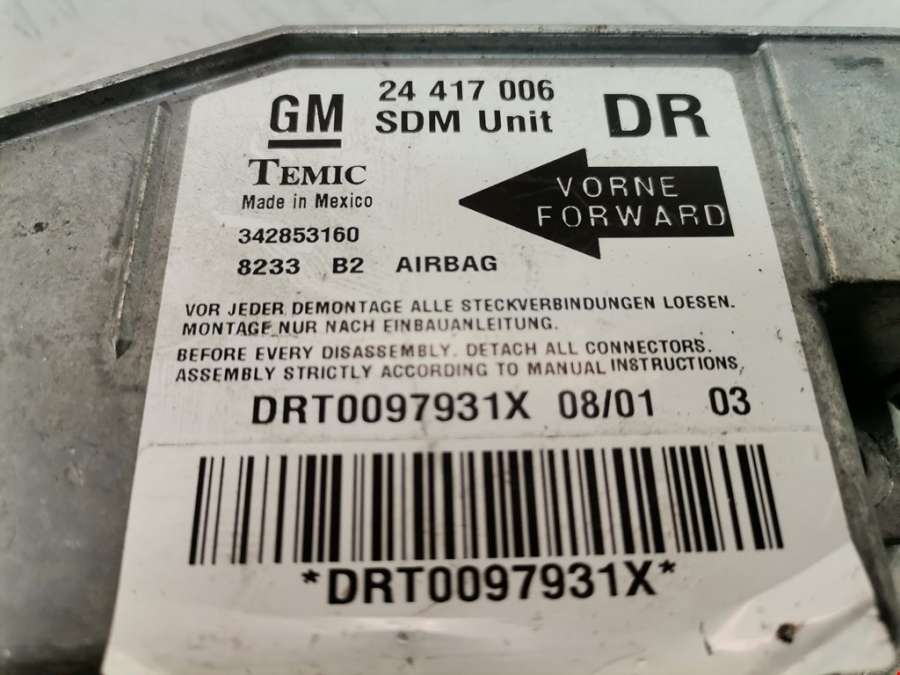 GM 24 417 006 DR
SDM Unit
TEMIC
Made in Mexico
VORNE
FORWARD
342853160
8233 B2 AIRBAG
VOR JEDER DEMONTAGE ALLE STECKVERBINDUNGEN LOESEN.
MONTAGE NUR NACH EINBAUANLEITUNG.
BEFORE EVERY DISASSEMBLY. DETACH ALL CONNECTORS.
ASSEMBLY STRICTLY ACCORDING TO MANUAL INSTRUCTIONS,
DRT0097931X 08/01 03
*DRT0097931X*